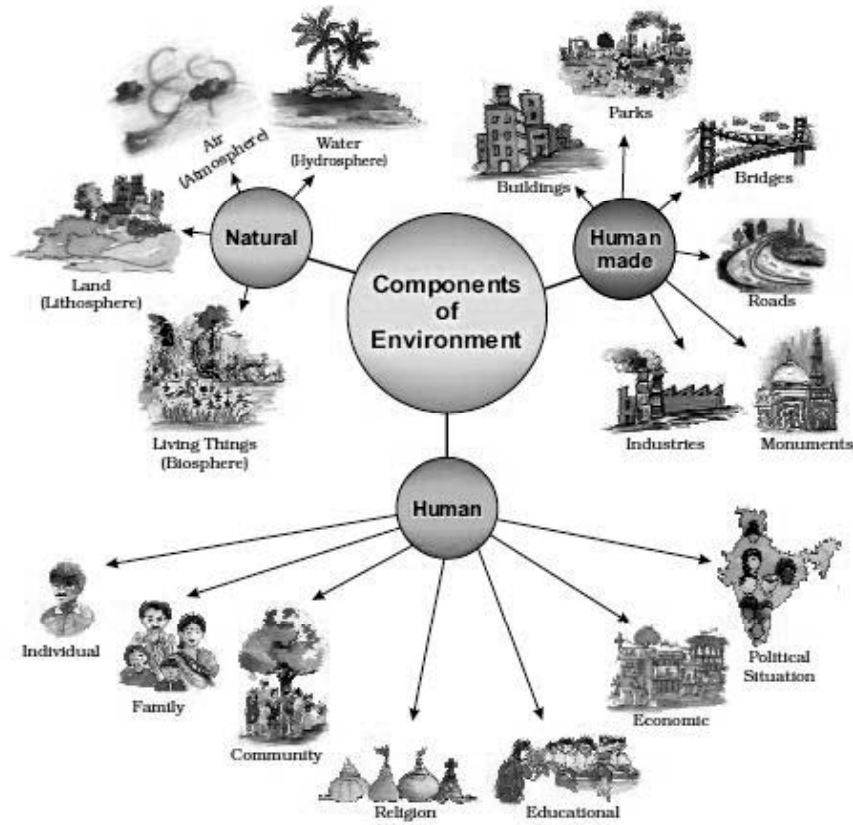 Components
of
Environment
Natural
Air
(Atmosphere)
Water
(Hydrosphere)
Land
(Lithosphere)
Living Things
(Biosphere)
Human
made
Buildings
Parks
Bridges
Roads
Industries
Monuments
Human
Individual
Family
Community
Religion
Educational
Economic
Political
Situation